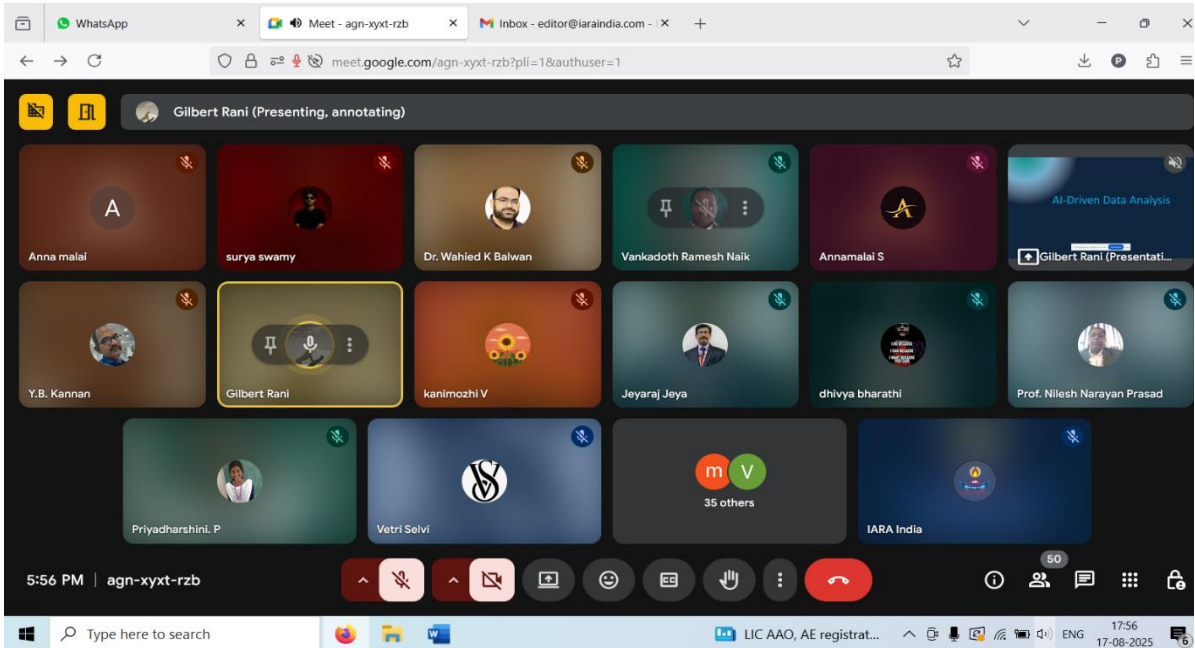 WhatsApp
Meet - agn-xyxt-rzb
Inbox - editor@iaraindia.com -
meet.google.com/agn-xyxt-rzb?pli=1&authuser=1
P
Gilbert Rani (Presenting, annotating)
A
Anna malai
surya swamy
Dr. Wahied K Balwan
Vankadoth Ramesh Naik
Annamalai S
AI-Driven Data Analysis
Gilbert Rani (Presentati...
Y.B. Kannan
Gilbert Rani
kanimozhi V
Jeyaraj Jeya
dhivya bharathi
Prof. Nilesh Narayan Prasad
Priyadharshini. P
VS
Vetri Selvi
m V
35 others
IARA India
5:56 PM | agn-xyxt-rzb
CC
50
Type here to search
W
LIC AAO, AE registrat...
ENG
17:56
17-08-2025
6